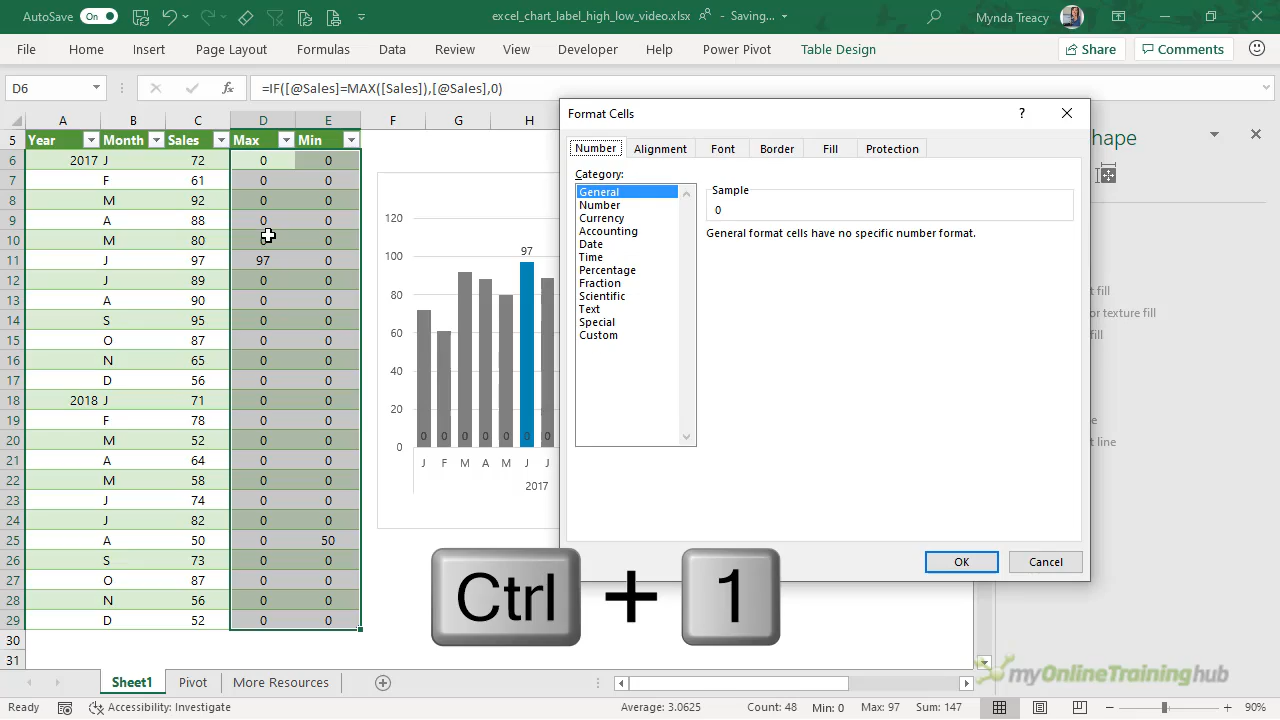 AutoSave On excel_chart_label_high_low_video.xlsx - Saving... Mynda Treacy
File Home Insert Page Layout Formulas Data Review View Developer Help Power Pivot Table Design Share Comments
D6 fx =IF([@Sales]=MAX([Sales]),[@Sales],0)
A B C D E F G H
5 Year Month Sales Max Min
6 2017 J 72 0 0
7 F 61 0 0
8 M 92 0 0
9 A 88 0 0
10 M 80 0
11 J 97 97 0
12 J 89 0 0
13 A 90 0 0
14 S 95 0 0
15 O 87 0 0
16 N 65 0 0
17 D 56 0 0
18 2018 J 71 0 0
19 F 78 0 0
20 M 52 0 0
21 A 64 0 0
22 M 58 0 0
23 J 74 0 0
24 J 82 0 0
25 A 50 0 50
26 S 73 0 0
27 O 87 0 0
28 N 56 0 0
29 D 52 0 0
30
31
120
100
80
60
40
20
0
97
0 0 0 0 0 0 0
J F M A M J J
2017
Format Cells ?
Number Alignment Font Border Fill Protection
Category:
General
Number
Currency
Accounting
Date
Time
Percentage
Fraction
Scientific
Text
Special
Custom
Sample
0
General format cells have no specific number format.
OK Cancel
hape
t fill
or texture fill
fill
e
t line
Ctrl + 1
myOnlineTraininghub
Sheet1 Pivot More Resources
Ready Accessibility: Investigate Average: 3.0625 Count: 48 Min: 0 Max: 97 Sum: 147 90%